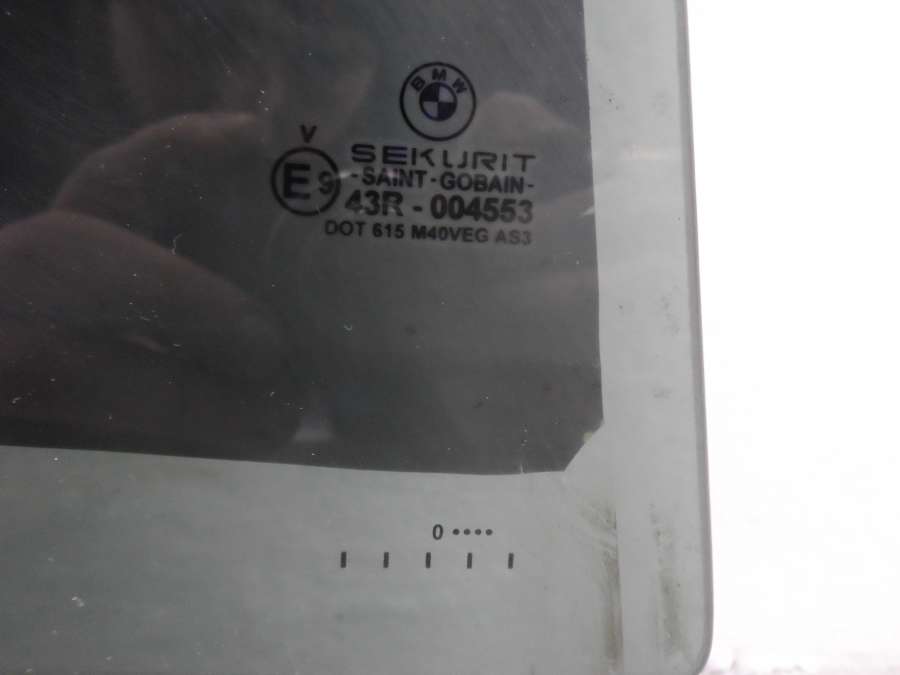 BMW
V
SEKURIT
E9
-SAINT-GOBAIN-
43R - 004553
DOT 615 M40VEG AS3
0 ••••